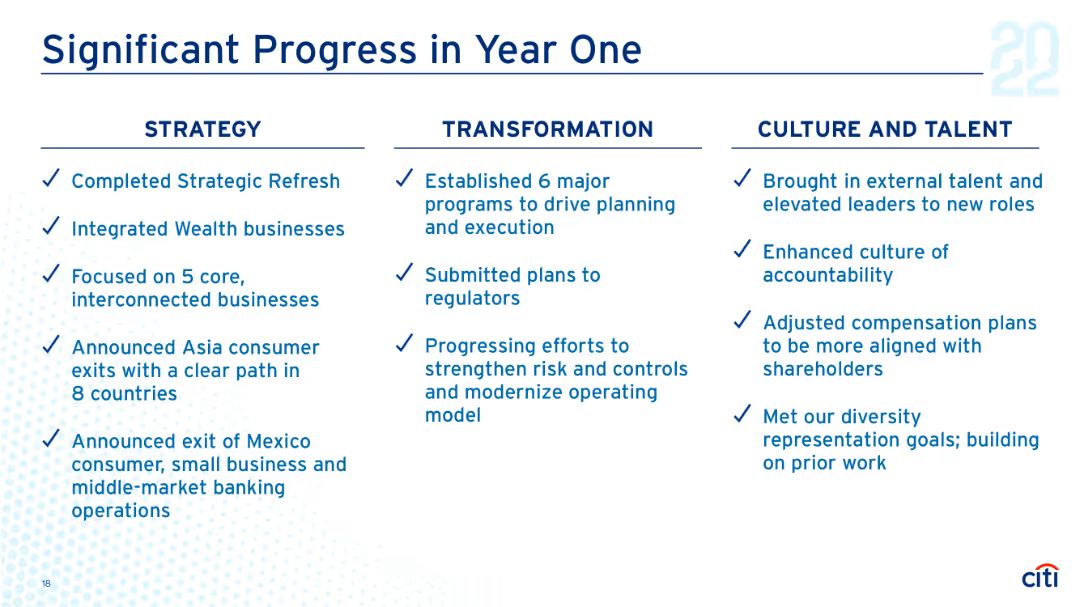 Significant Progress in Year One
2022
STRATEGY
✓ Completed Strategic Refresh
✓ Integrated Wealth businesses
✓ Focused on 5 core,
interconnected businesses
✓ Announced Asia consumer
exits with a clear path in
8 countries
✓ Announced exit of Mexico
consumer, small business and
middle-market banking
operations
TRANSFORMATION
✓ Established 6 major
programs to drive planning
and execution
✓ Submitted plans to
regulators
✓ Progressing efforts to
strengthen risk and controls
and modernize operating
model
CULTURE AND TALENT
✓ Brought in external talent and
elevated leaders to new roles
✓ Enhanced culture of
accountability
✓ Adjusted compensation plans
to be more aligned with
shareholders
✓ Met our diversity
representation goals; building
on prior work
18
citi